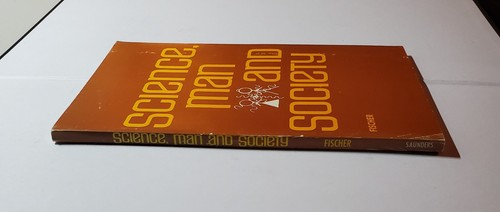 Science,
man
and
Society
FISCHER
Science, man and Society FISCHER SAUNDERS